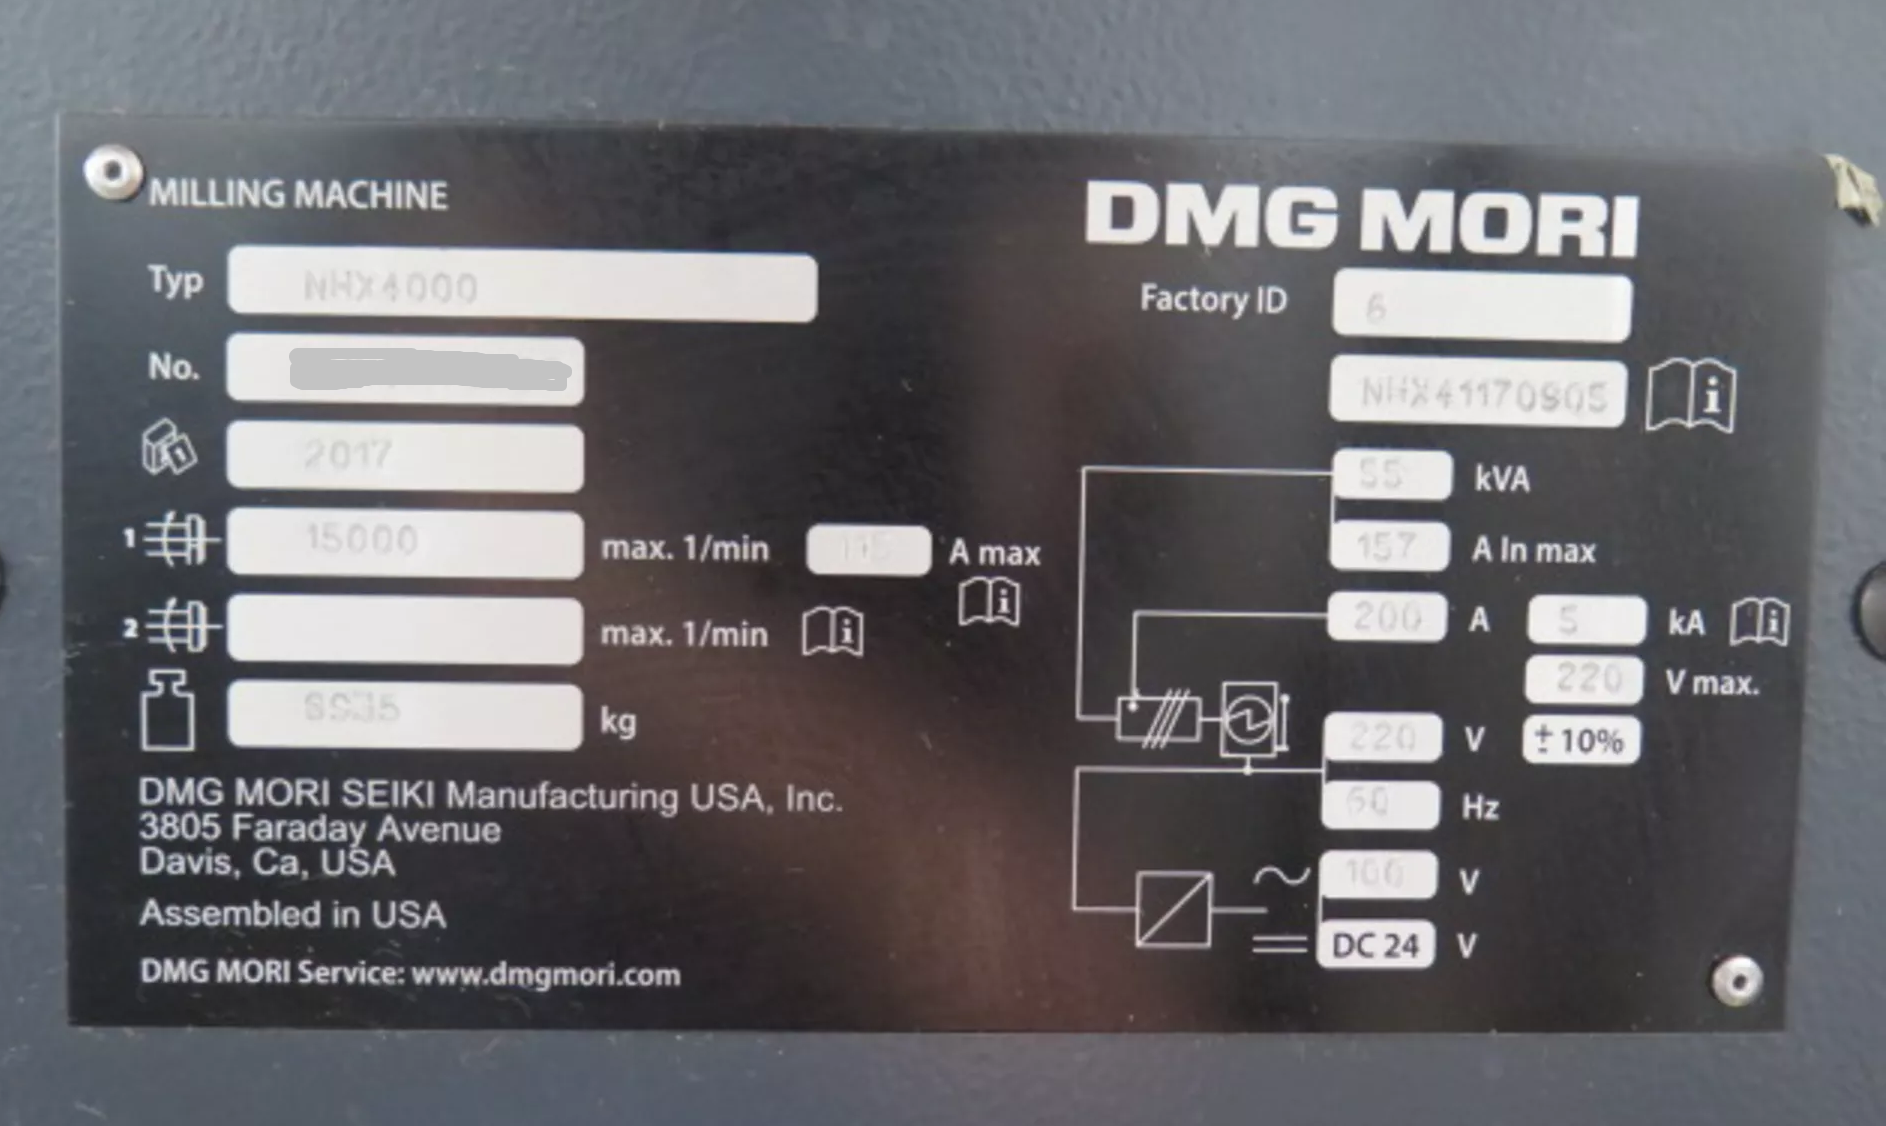 MILLING MACHINE
DMG MORI
Typ NHX4000
Factory ID 6
No.
NHX41170905
2017
55 kVA
1 15000 max. 1/min A max
157 A In max
2 max. 1/min
200 A 5 kA
220 V max.
kg
220 V ± 10%
60 Hz
100 V
DC 24 V
DMG MORI SEIKI Manufacturing USA, Inc.
3805 Faraday Avenue
Davis, Ca, USA
Assembled in USA
DMG MORI Service: www.dmgmori.com